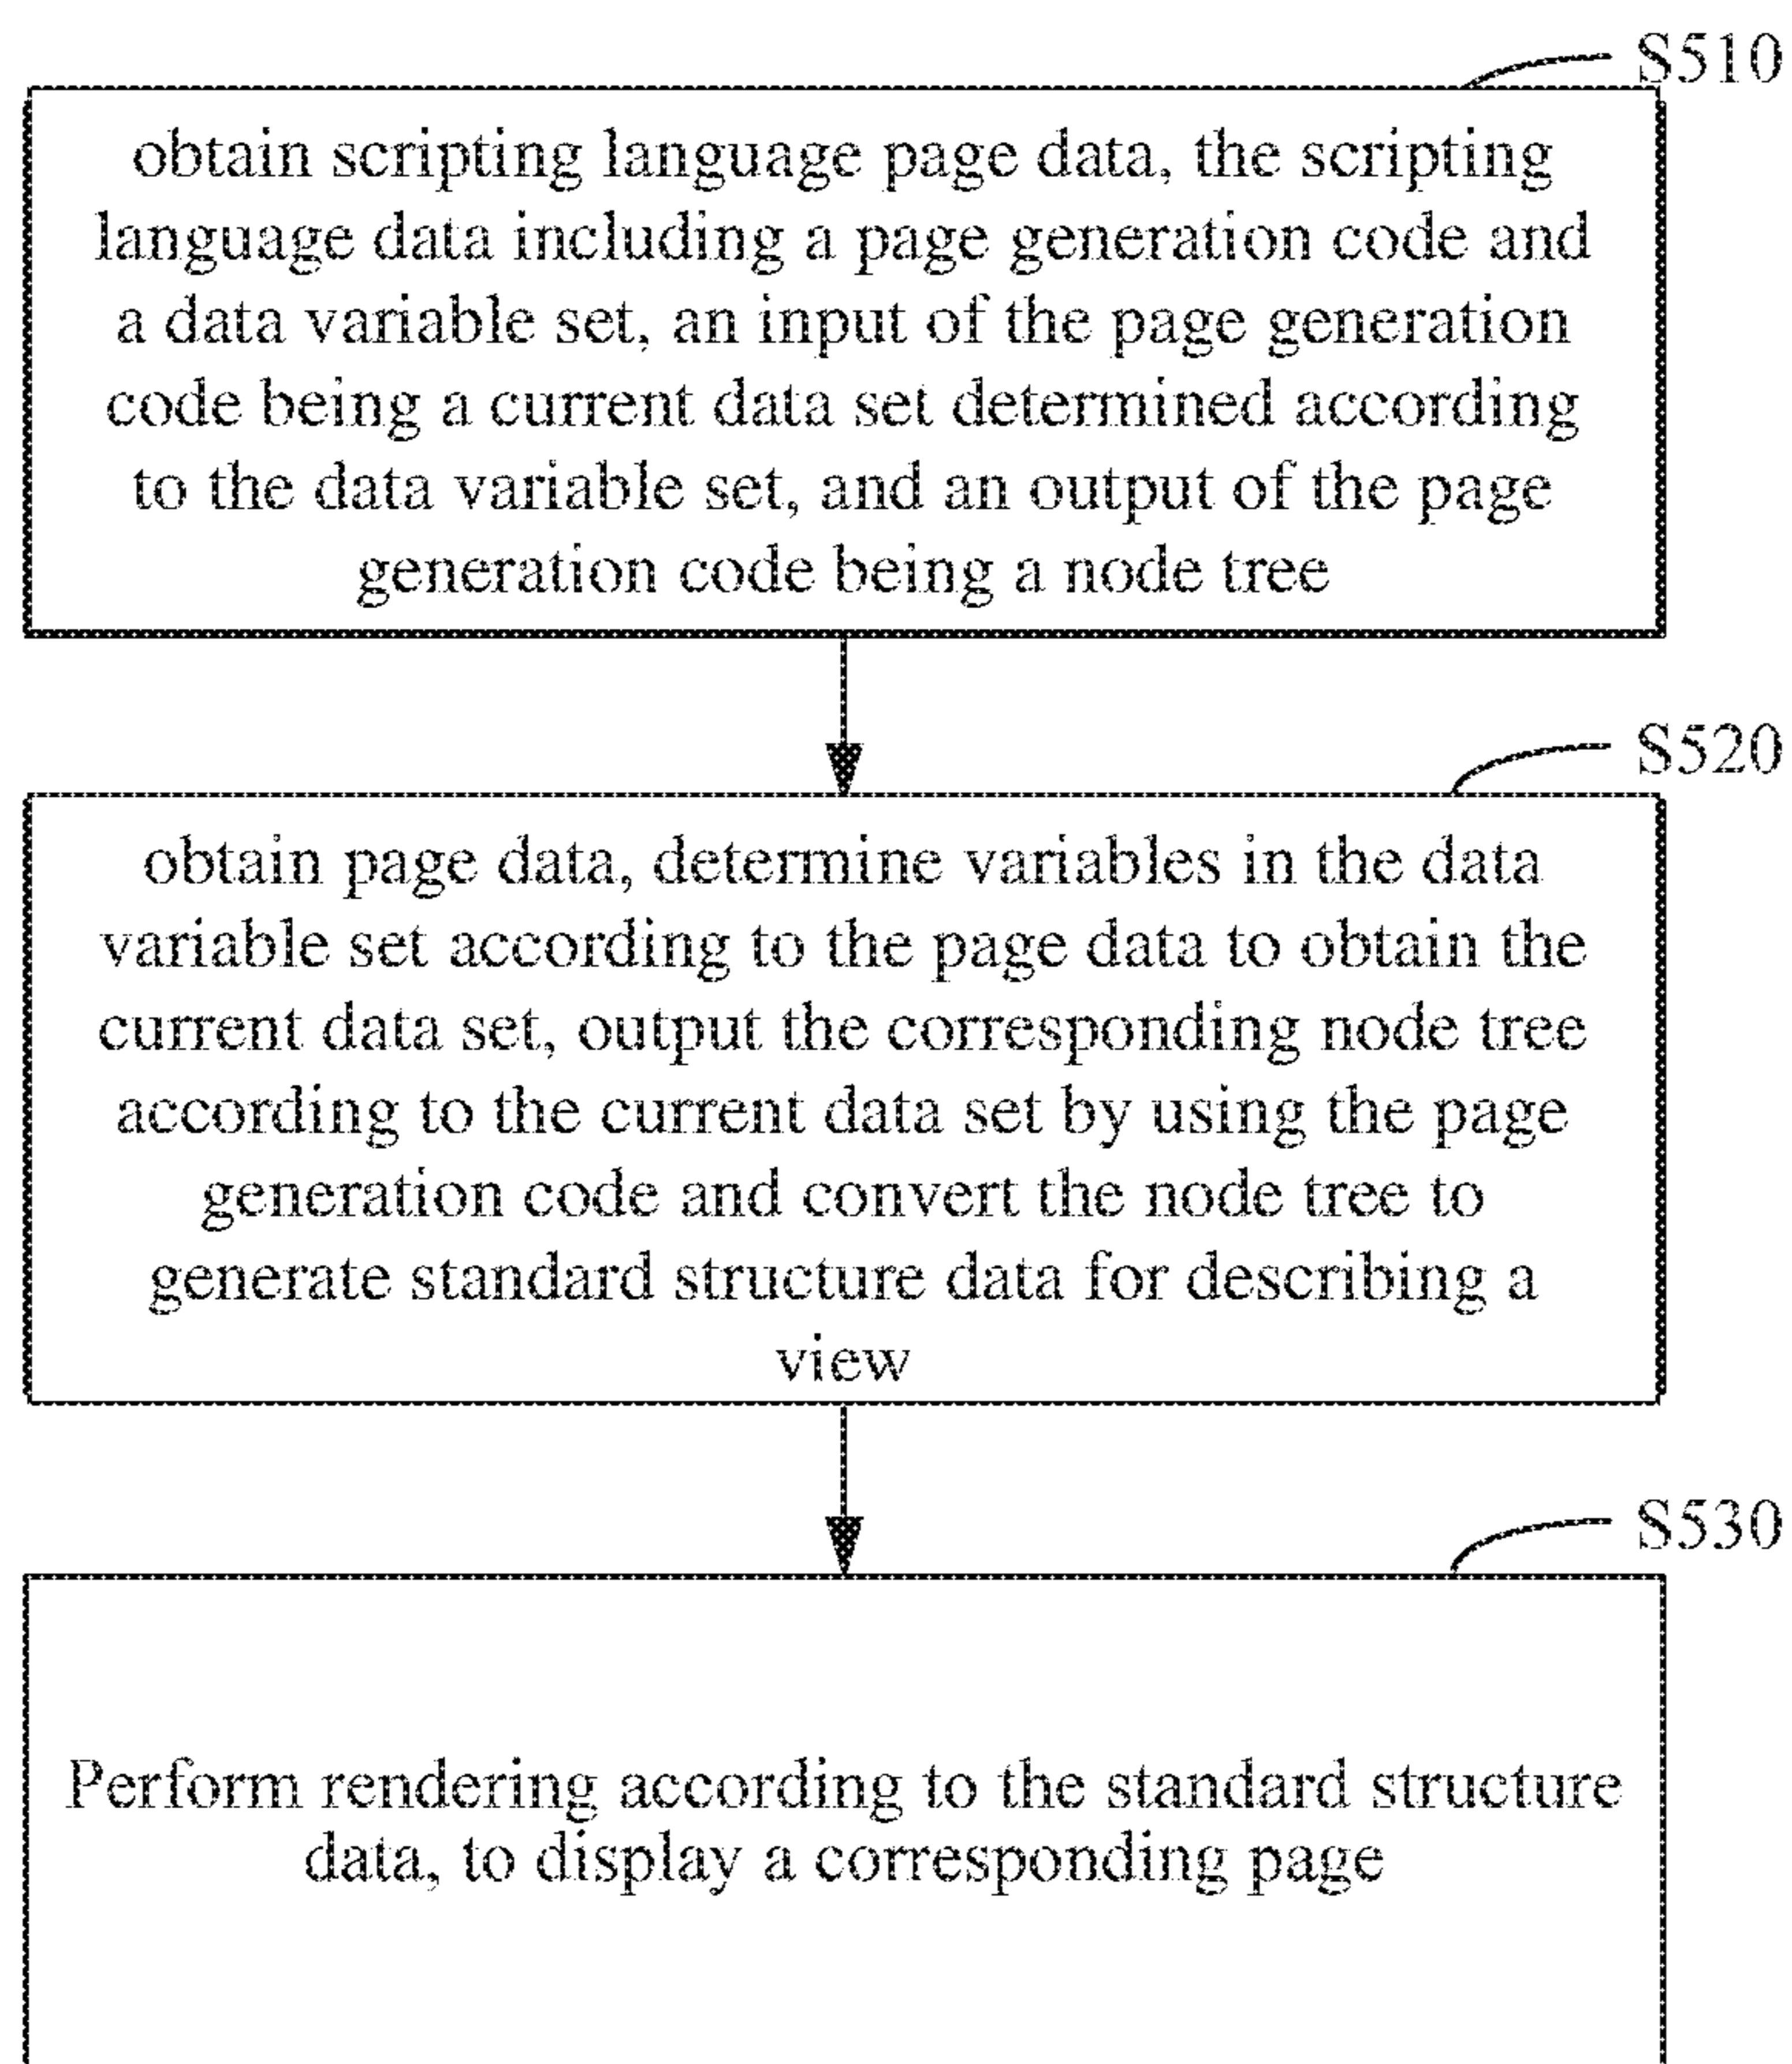 S510
obtain scripting language page data, the scripting
language data including a page generation code and
a data variable set, an input of the page generation
code being a current data set determined according
to the data variable set, and an output of the page
generation code being a node tree
S520
obtain page data, determine variables in the data
variable set according to the page data to obtain the
current data set, output the corresponding node tree
according to the current data set by using the page
generation code and convert the node tree to
generate standard structure data for describing a
view
S530
Perform rendering according to the standard structure
data, to display a corresponding page